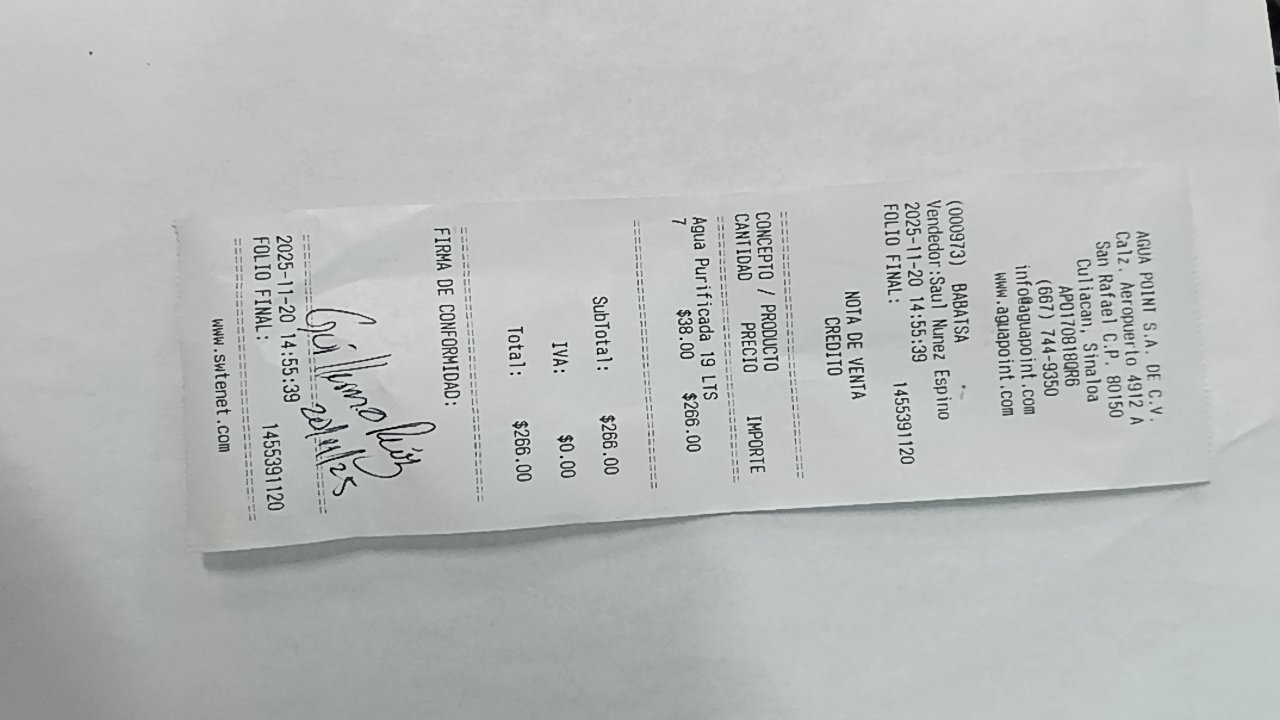 AGUA POINT S.A. DE C.V.
Calz. Aeropuerto 4912 A
San Rafael C.P. 80150
Culiacan, Sinaloa
APO170818QR6
(667) 744-9350
info@aguapoint.com
www.aguapoint.com
(000973) BABATSA
Vendedor:Saul Nunez Espino
2025-11-20 14:55:39
FOLIO FINAL: 1455391120
NOTA DE VENTA
CREDITO
CONCEPTO / PRODUCTO
CANTIDAD PRECIO IMPORTE
Agua Purificada 19 LTS
7 $38.00 $266.00
SubTotal: $266.00
IVA: $0.00
Total: $266.00
FIRMA DE CONFORMIDAD:
Guillermo Ruiz
20/11/25
2025-11-20 14:55:39
FOLIO FINAL: 1455391120
www.swtenet.com